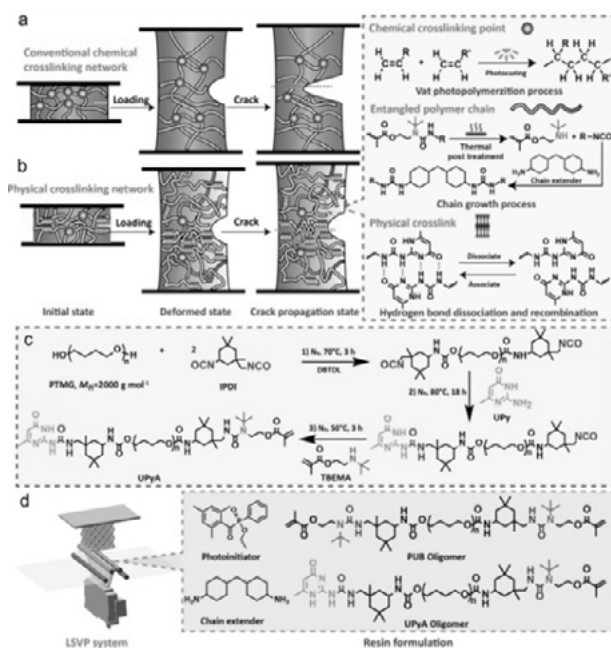 a
Conventional chemical
crosslinking network
Loading
Crack
b
Physical crosslinking network
Loading
Crack
Initial state
Deformed state
Crack propagation state
Chemical crosslinking point
Photocuring
Vat photopolymerzition process
Entangled polymer chain
Thermal
post treatment
Chain extender
Chain growth process
Physical crosslink
Dissociate
Associate
Hydrogen bond dissociation and recombination
c
PTMG, Mn=2000 g mol⁻¹
+
2
IPDI
1) N₂, 70°C, 3 h
DBTDL
2) N₂, 80°C, 18 h
UPy
3) N₂, 50°C, 3 h
TBEMA
UPyA
d
LSVP system
Photoinitiator
Chain extender
PUB Oligomer
UPyA Oligomer
Resin formulation